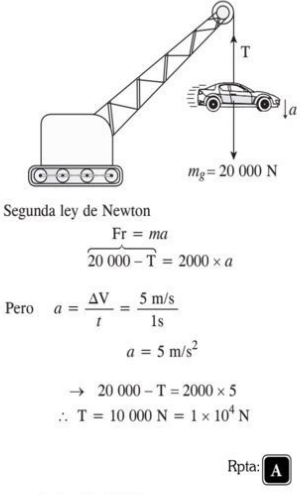 T
a
mg = 20 000 N
Segunda ley de Newton
Fr = ma
20 000 – T = 2000 × a
Pero a = ΔV / t = 5 m/s / 1s
a = 5 m/s²
→ 20 000 – T = 2000 × 5
∴ T = 10 000 N = 1 × 10⁴ N
Rpta: A